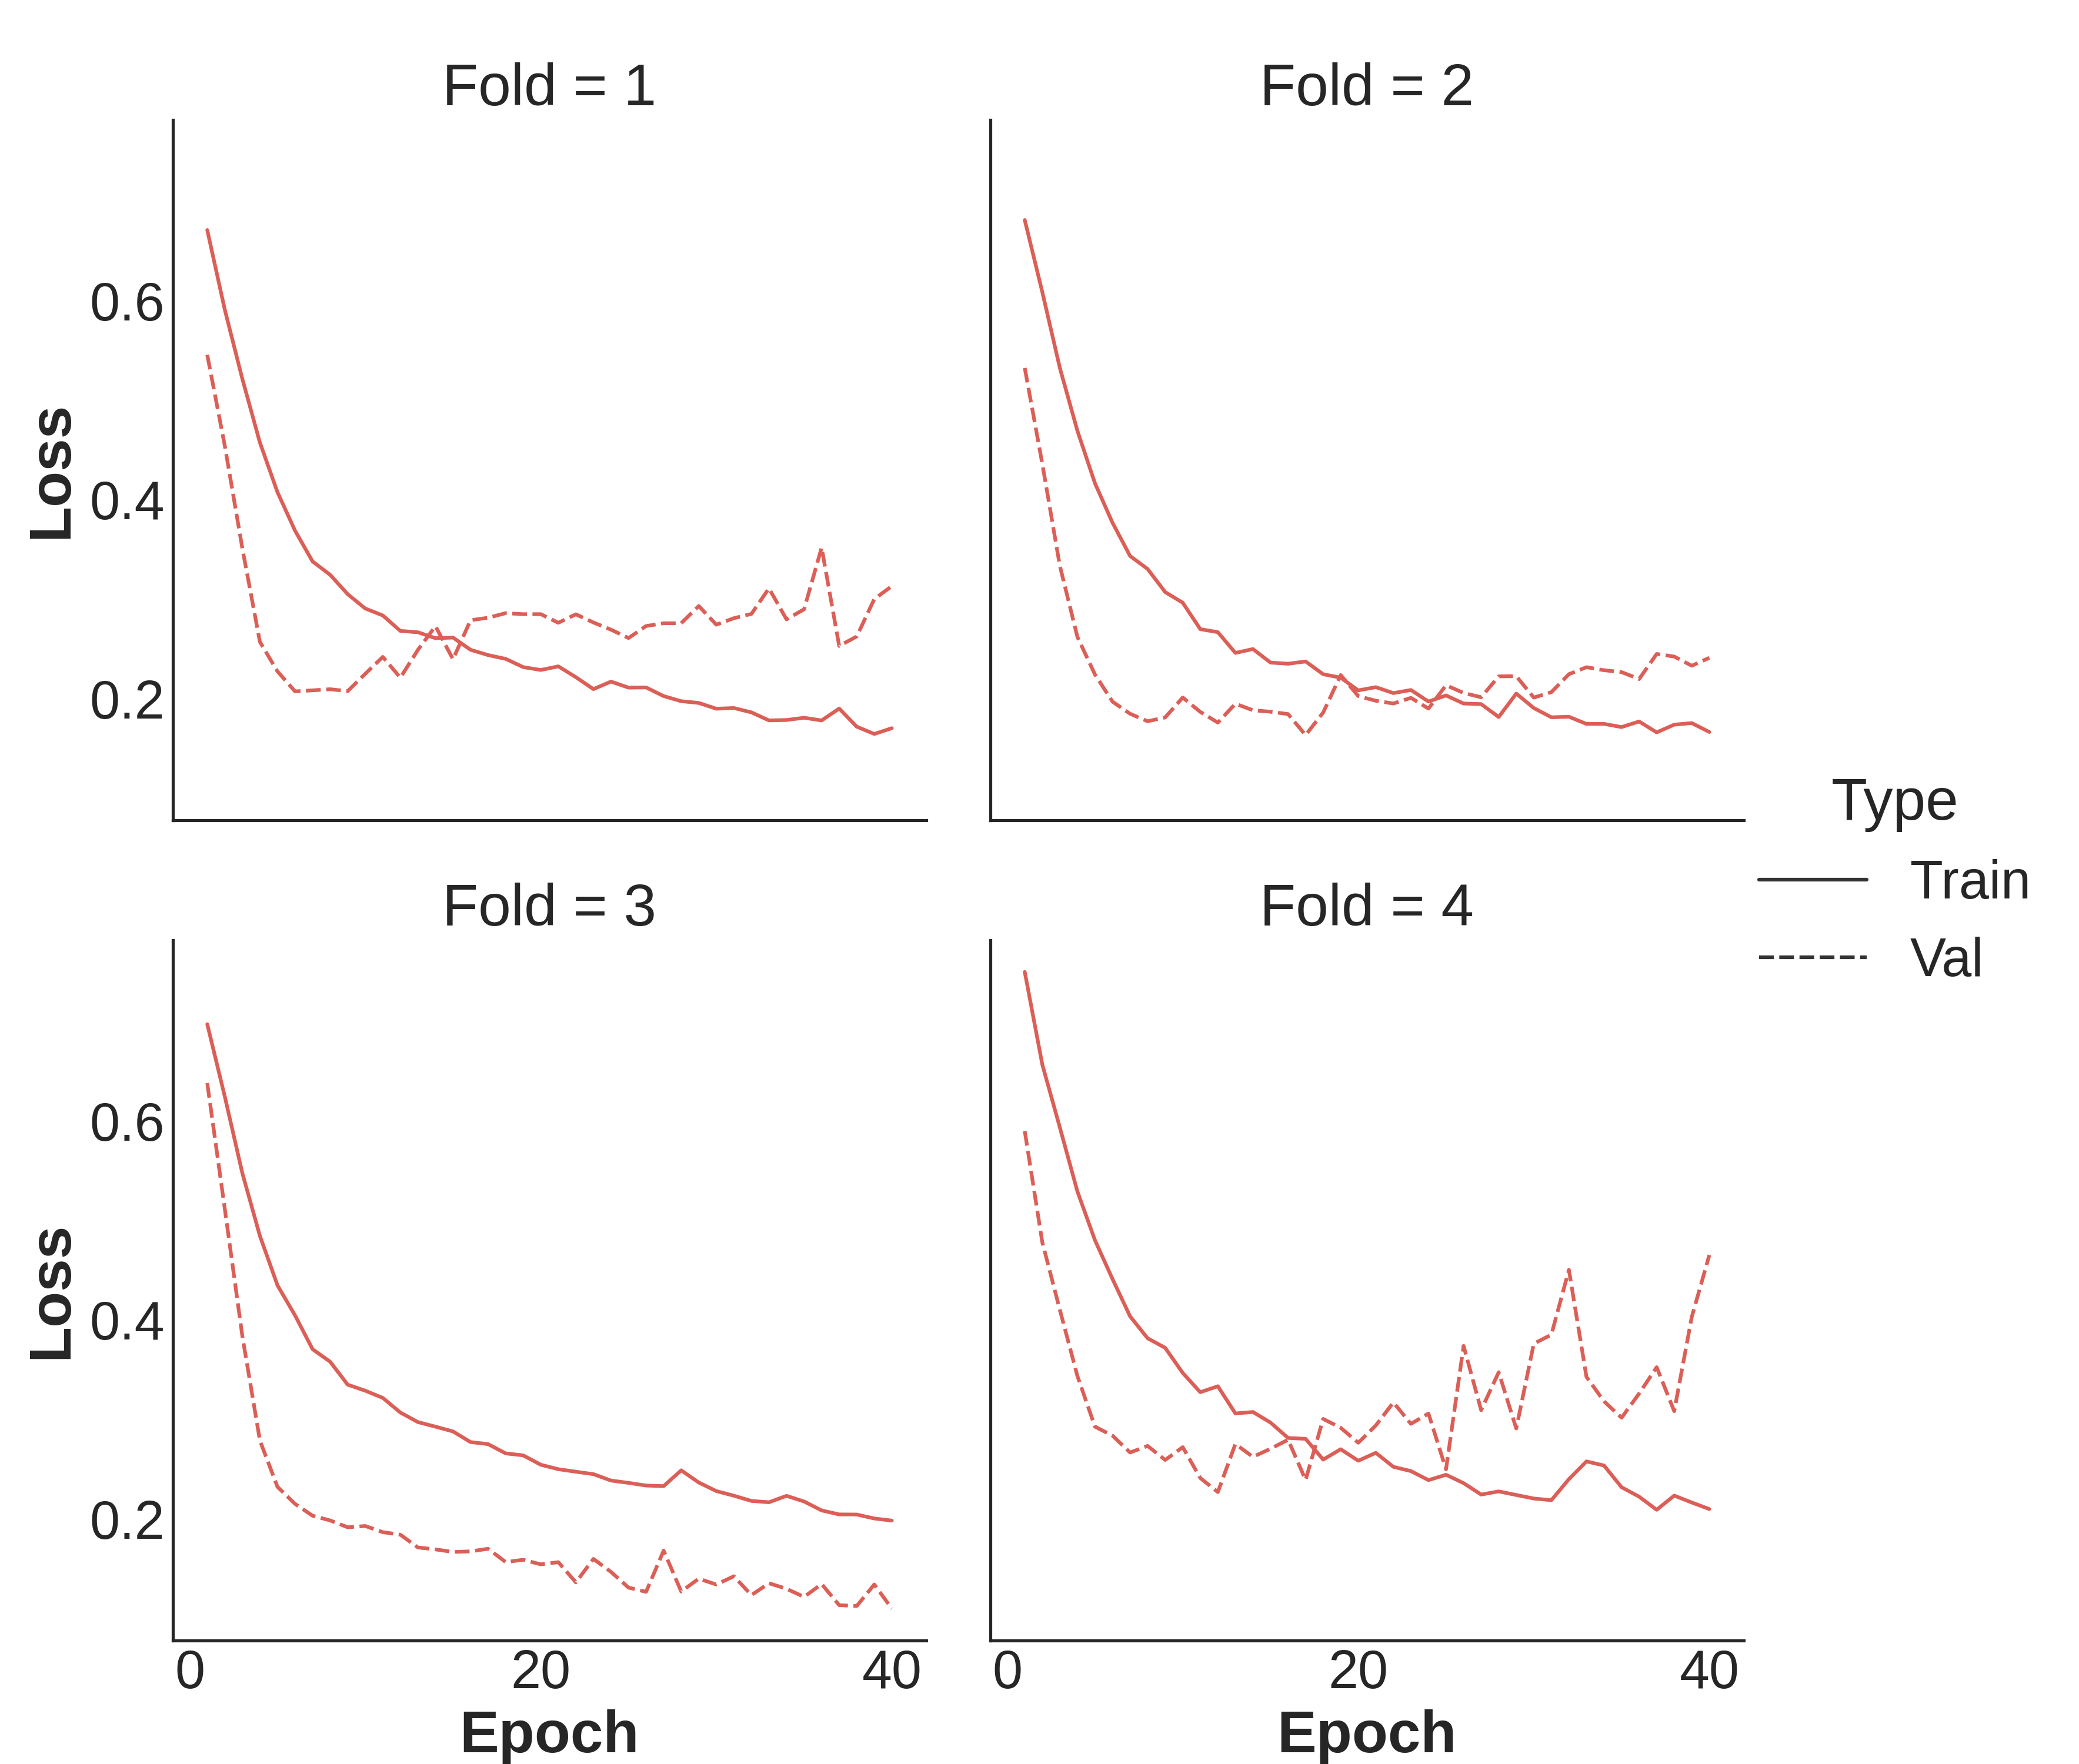 Fold = 1
Fold = 2
Loss
0.6
0.4
0.2
Type
Train
Val
Fold = 3
Fold = 4
Loss
0.6
0.4
0.2
0
20
40
0
20
40
Epoch
Epoch